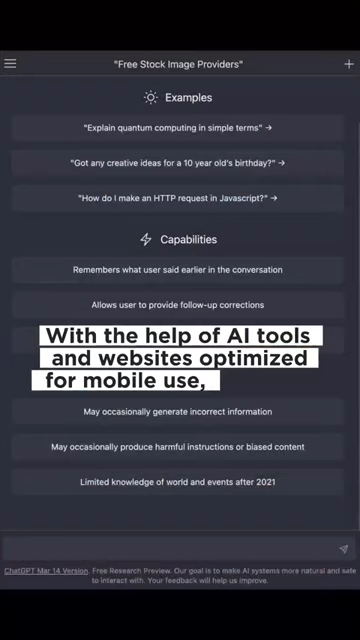 "Free Stock Image Providers"
Examples
"Explain quantum computing in simple terms" →
"Got any creative ideas for a 10 year old's birthday?" →
"How do I make an HTTP request in Javascript?" →
Capabilities
Remembers what user said earlier in the conversation
Allows user to provide follow-up corrections
With the help of AI tools
and websites optimized
for mobile use,
May occasionally generate incorrect information
May occasionally produce harmful instructions or biased content
Limited knowledge of world and events after 2021
ChatGPT Mar 14 Version. Free Research Preview. Our goal is to make AI systems more natural and safe
to interact with. Your feedback will help us improve.